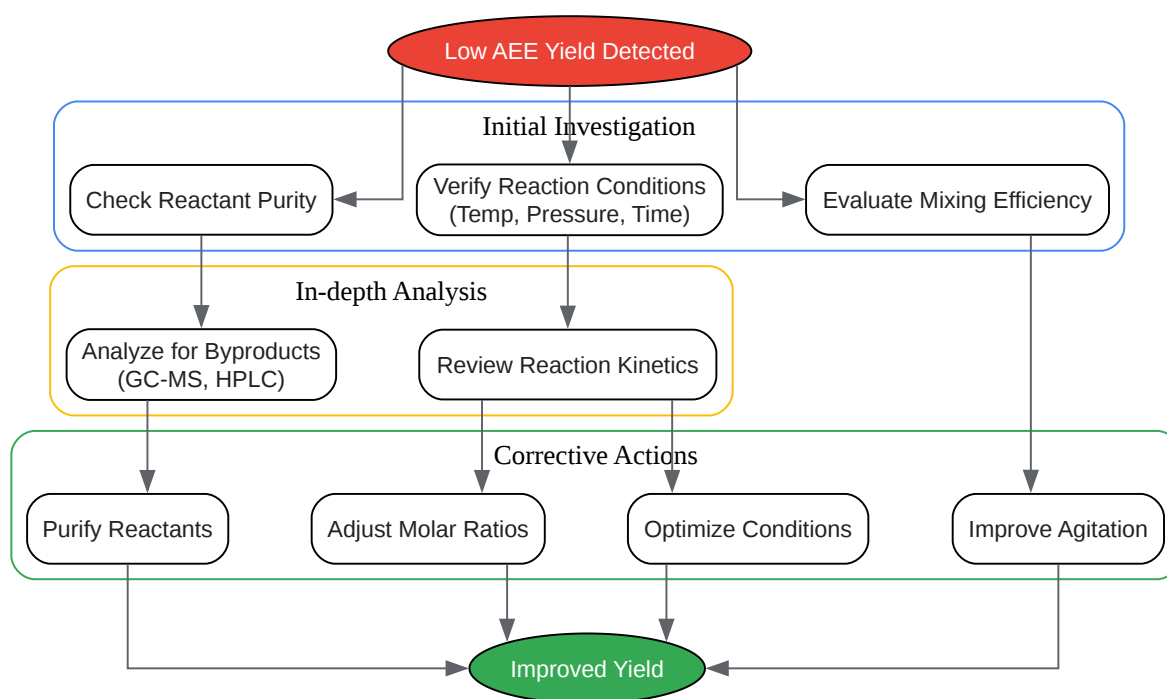 Low AEE Yield Detected
Initial Investigation
Check Reactant Purity
Verify Reaction Conditions
(Temp, Pressure, Time)
Evaluate Mixing Efficiency
In-depth Analysis
Analyze for Byproducts
(GC-MS, HPLC)
Review Reaction Kinetics
Corrective Actions
Purify Reactants
Adjust Molar Ratios
Optimize Conditions
Improve Agitation
Improved Yield